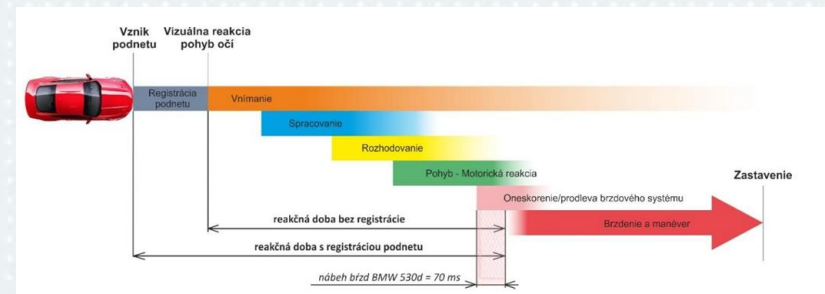 Vznik
podnetu
Vizuálna reakcia
pohyb očí
Registrácia
podnetu
Vnímanie
Spracovanie
Rozhodovanie
Pohyb - Motorická reakcia
Zastavenie
Oneskorenie/prodleva brzdového systému
Brzdenie a manéver
reakčná doba bez registrácie
reakčná doba s registráciou podnetu
nábeh bŕzd BMW 530d = 70 ms